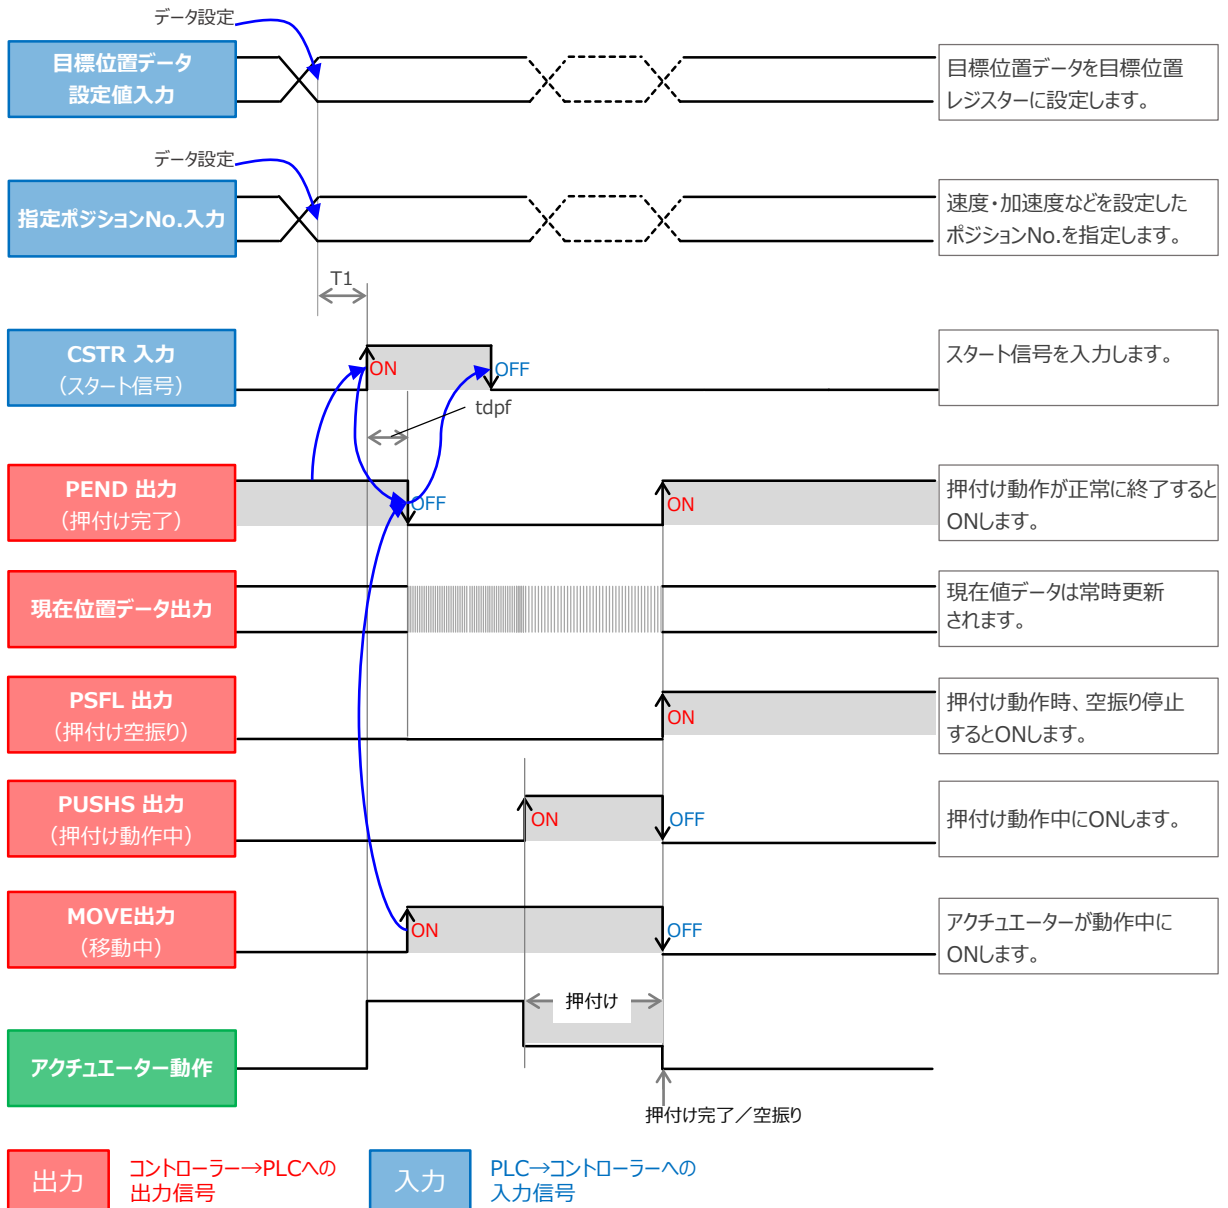 データ設定
目標位置データ
設定値入力
目標位置データを目標位置
レジスターに設定します。
データ設定
指定ポジションNo.入力
速度・加速度などを設定した
ポジションNo.を指定します。
T1
CSTR 入力
（スタート信号）
ON
OFF
スタート信号を入力します。
tdpf
PEND 出力
（押付け完了）
OFF
ON
押付け動作が正常に終了すると
ONします。
現在位置データ出力
現在値データは常時更新
されます。
PSFL 出力
（押付け空振り）
ON
押付け動作時、空振り停止
するとONします。
PUSHS 出力
（押付け動作中）
ON
OFF
押付け動作中にONします。
MOVE出力
（移動中）
ON
OFF
アクチュエーターが動作中に
ONします。
押付け
アクチュエーター動作
押付け完了／空振り
出力
コントローラー→PLCへの
出力信号
入力
PLC→コントローラーへの
入力信号